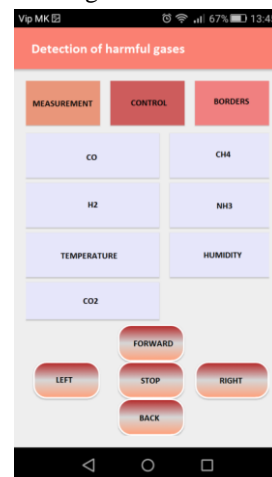 Vip MK 67% 13:4
Detection of harmful gases
MEASUREMENT CONTROL BORDERS
CO CH4
H2 NH3
TEMPERATURE HUMIDITY
CO2
FORWARD
LEFT STOP RIGHT
BACK